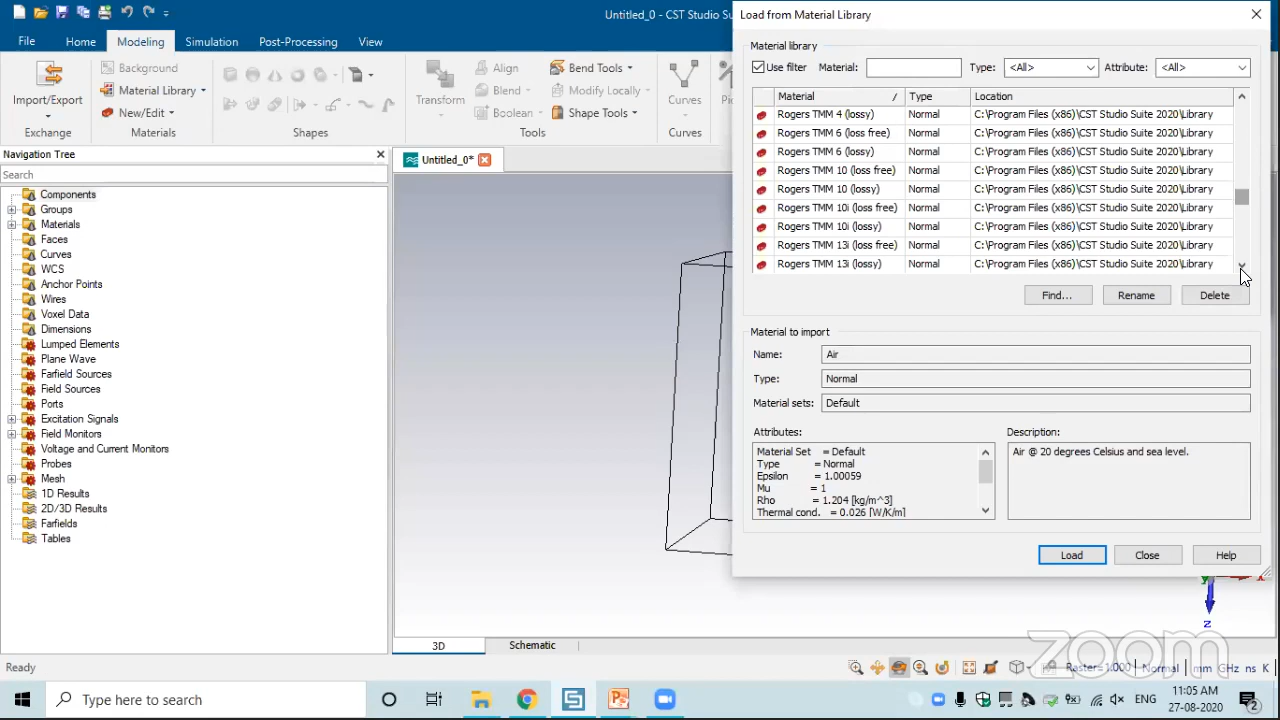 Untitled_0 - CST Studio Su
Load from Material Library
File
Home
Modeling
Simulation
Post-Processing
View
Import/Export
Exchange
Background
Material Library
New/Edit
Materials
Shapes
Transform
Align
Blend
Boolean
Bend Tools
Modify Locally
Shape Tools
Tools
Curves
Curves
Navigation Tree
Search
Components
Groups
Materials
Faces
Curves
WCS
Anchor Points
Wires
Voxel Data
Dimensions
Lumped Elements
Plane Wave
Farfield Sources
Field Sources
Ports
Excitation Signals
Field Monitors
Voltage and Current Monitors
Probes
Mesh
1D Results
2D/3D Results
Farfields
Tables
Untitled_0*
3D
Schematic
Material library
Use filter Material: Type: <All> Attribute: <All>
Material / Type Location
Rogers TMM 4 (lossy) Normal C:\Program Files (x86)\CST Studio Suite 2020\Library
Rogers TMM 6 (loss free) Normal C:\Program Files (x86)\CST Studio Suite 2020\Library
Rogers TMM 6 (lossy) Normal C:\Program Files (x86)\CST Studio Suite 2020\Library
Rogers TMM 10 (loss free) Normal C:\Program Files (x86)\CST Studio Suite 2020\Library
Rogers TMM 10 (lossy) Normal C:\Program Files (x86)\CST Studio Suite 2020\Library
Rogers TMM 10i (loss free) Normal C:\Program Files (x86)\CST Studio Suite 2020\Library
Rogers TMM 10i (lossy) Normal C:\Program Files (x86)\CST Studio Suite 2020\Library
Rogers TMM 13i (loss free) Normal C:\Program Files (x86)\CST Studio Suite 2020\Library
Rogers TMM 13i (lossy) Normal C:\Program Files (x86)\CST Studio Suite 2020\Library
Find... Rename Delete
Material to import
Name: Air
Type: Normal
Material sets: Default
Attributes:
Material Set = Default
Type = Normal
Epsilon = 1.00059
Mu = 1
Rho = 1.204 [kg/m^3]
Thermal cond. = 0.026 [W/K/m]
Description:
Air @ 20 degrees Celsius and sea level.
Load Close Help
z
zoom
Ready
Raster=1.000 Normal mm GHz ns K
Type here to search
ENG
11:05 AM
27-08-2020
2